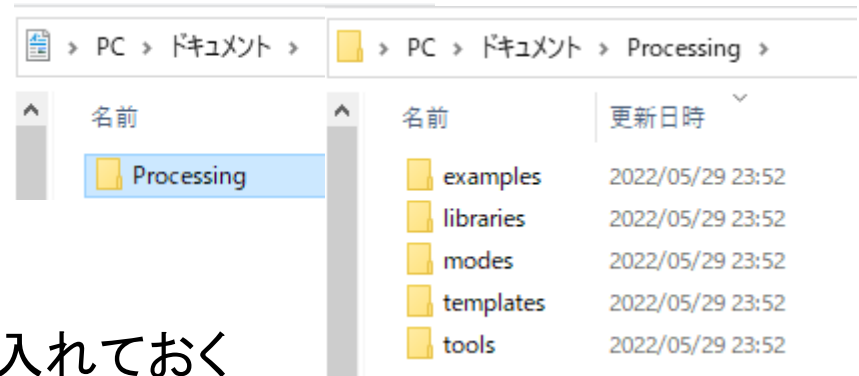 PC > ドキュメント >
名前
Processing
入れておく
PC > ドキュメント > Processing >
名前 更新日時
examples 2022/05/29 23:52
libraries 2022/05/29 23:52
modes 2022/05/29 23:52
templates 2022/05/29 23:52
tools 2022/05/29 23:52